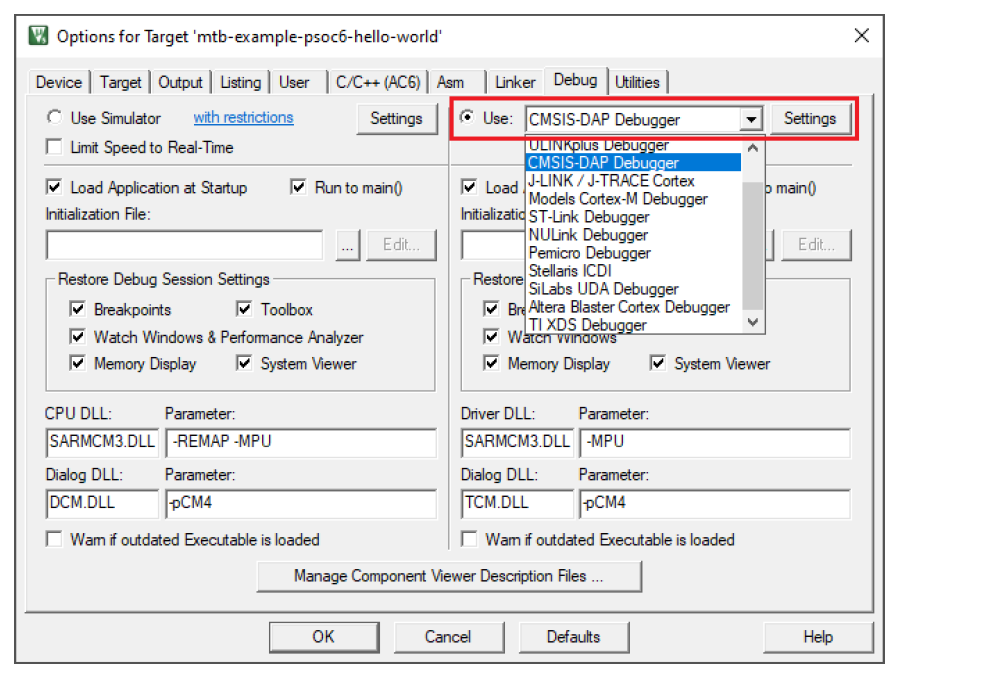 Options for Target 'mtb-example-psoc6-hello-world'
Device Target Output Listing User C/C++ (AC6) Asm Linker Debug Utilities
Use Simulator with restrictions Settings
Limit Speed to Real-Time
Load Application at Startup Run to main()
Initialization File:
... Edit...
Restore Debug Session Settings
Breakpoints Toolbox
Watch Windows & Performance Analyzer
Memory Display System Viewer
CPU DLL: Parameter:
SARMCM3.DLL -REMAP -MPU
Dialog DLL: Parameter:
DCM.DLL -pCM4
Warn if outdated Executable is loaded
Use: CMSIS-DAP Debugger Settings
ULINKplus Debugger
CMSIS-DAP Debugger
J-LINK / J-TRACE Cortex
Models Cortex-M Debugger
ST-Link Debugger
NULink Debugger
Pemicro Debugger
Stellaris ICDI
SiLabs UDA Debugger
Altera Blaster Cortex Debugger
TI XDS Debugger
Load main()
Initializatio
Edit...
Restore
Bre
Watch Windows
Memory Display System Viewer
Driver DLL: Parameter:
SARMCM3.DLL -MPU
Dialog DLL: Parameter:
TCM.DLL -pCM4
Warn if outdated Executable is loaded
Manage Component Viewer Description Files ...
OK Cancel Defaults Help